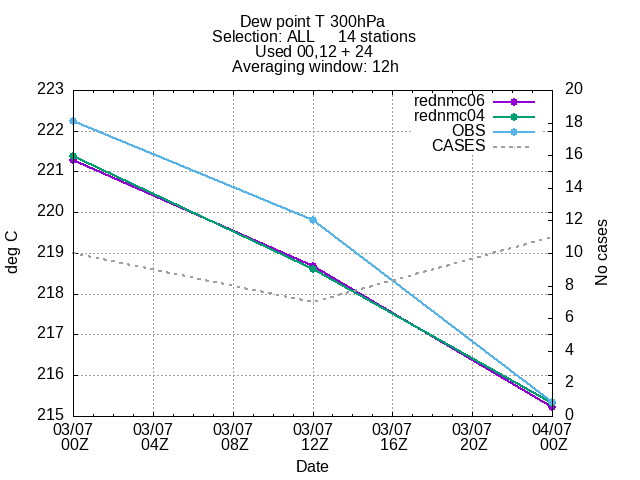 Dew point T 300hPa
Selection: ALL 14 stations
Used 00,12 + 24
Averaging window: 12h
223
222
221
220
219
218
217
216
215
20
18
16
14
12
10
8
6
4
2
0
rednmc06
rednmc04
OBS
CASES
deg C
No cases
03/07 03/07 03/07 03/07 03/07 03/07 04/07
00Z 04Z 08Z 12Z 16Z 20Z 00Z
Date